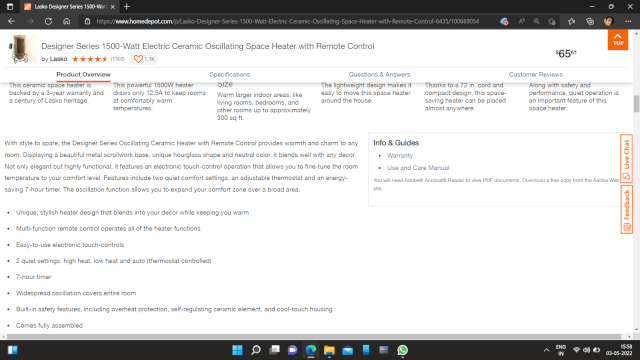 Lasko Designer Series 1500-Watt
https://www.homedepot.com/p/Lasko-Designer-Series-1500-Watt-Electric-Ceramic-Oscillating-Space-Heater-with-Remote-Control-6435/100669054
Designer Series 1500-Watt Electric Ceramic Oscillating Space Heater with Remote Control
by Lasko
1.1k
$65 61
TOP
Product Overview
Specifications
Questions & Answers
Customer Reviews
This ceramic space heater is
backed by a 3-year warranty and
a century of Lasko heritage.
This powerful 1500W heater
draws only 12.5A to keep rooms
at comfortably warm
temperatures.
Size
Warm larger indoor areas, like
living rooms, bedrooms, and
other rooms up to approximately
300 sq ft.
The lightweight design makes it
easy to move this space heater
around the house.
Thanks to a 72 in. cord and
compact design, this space-
saving heater can be placed
almost anywhere.
Along with safety and
performance, quiet operation is
an important feature of this
space heater.
With style to spare, the Designer Series Oscillating Ceramic Heater with Remote Control provides warmth and charm to any
room. Displaying a beautiful metal scrollwork base, unique hourglass shape and neutral color, it blends well with any decor.
Not only elegant but highly functional, it features an electronic touch-control operation that allows you to fine-tune the room
temperature to your comfort level. Features include two quiet comfort settings, an adjustable thermostat and an energy-
saving 7-hour timer. The oscillation function allows you to expand your comfort zone over a broad area.
Info & Guides
• Warranty
• Use and Care Manual
You will need Adobe® Acrobat® Reader to view PDF documents. Download a free copy from the Adobe Web
site.
Live Chat
Feedback
• Unique, stylish heater design that blends into your decor while keeping you warm
• Multi-function remote control operates all of the heater functions
• Easy-to-use electronic touch-controls
• 2 quiet settings: high heat, low heat and auto (thermostat controlled)
• 7-hour timer
• Widespread oscillation covers entire room
• Built-in safety features, including overheat protection, self-regulating ceramic element, and cool-touch housing
• Comes fully assembled
ENG
IN
15:58
03-05-2022